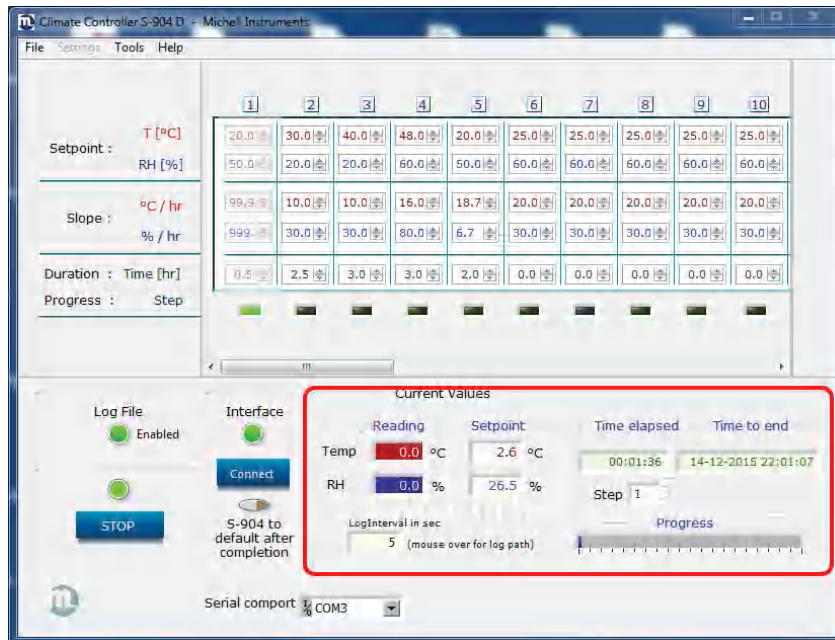 Climate Controller S-904 D - Michel Instruments
File Settings Tools Help
1 2 3 4 5 6 7 8 9 10
Setpoint : T [ºC] 20.0 30.0 40.0 48.0 20.0 25.0 25.0 25.0 25.0 25.0
RH [%] 50.0 20.0 20.0 60.0 50.0 60.0 60.0 60.0 60.0 60.0
Slope : ºC / hr 99.9 10.0 10.0 16.0 18.7 20.0 20.0 20.0 20.0 20.0
% / hr 999 30.0 30.0 80.0 6.7 30.0 30.0 30.0 30.0 30.0
Duration : Time [hr] 0.5 2.5 3.0 3.0 2.0 0.0 0.0 0.0 0.0 0.0
Progress : Step
Current Values
Log File Interface
Enabled
Reading Setpoint Time elapsed Time to end
Temp 0.0 ºC 2.6 ºC
00:01:36 14-12-2015 22:01:07
Connect
RH 0.0 % 26.5 %
Step 1
STOP
S-904 to
default after
completion
LogInterval in sec
5 (mouse over for log path)
Progress
Serial comport COM3